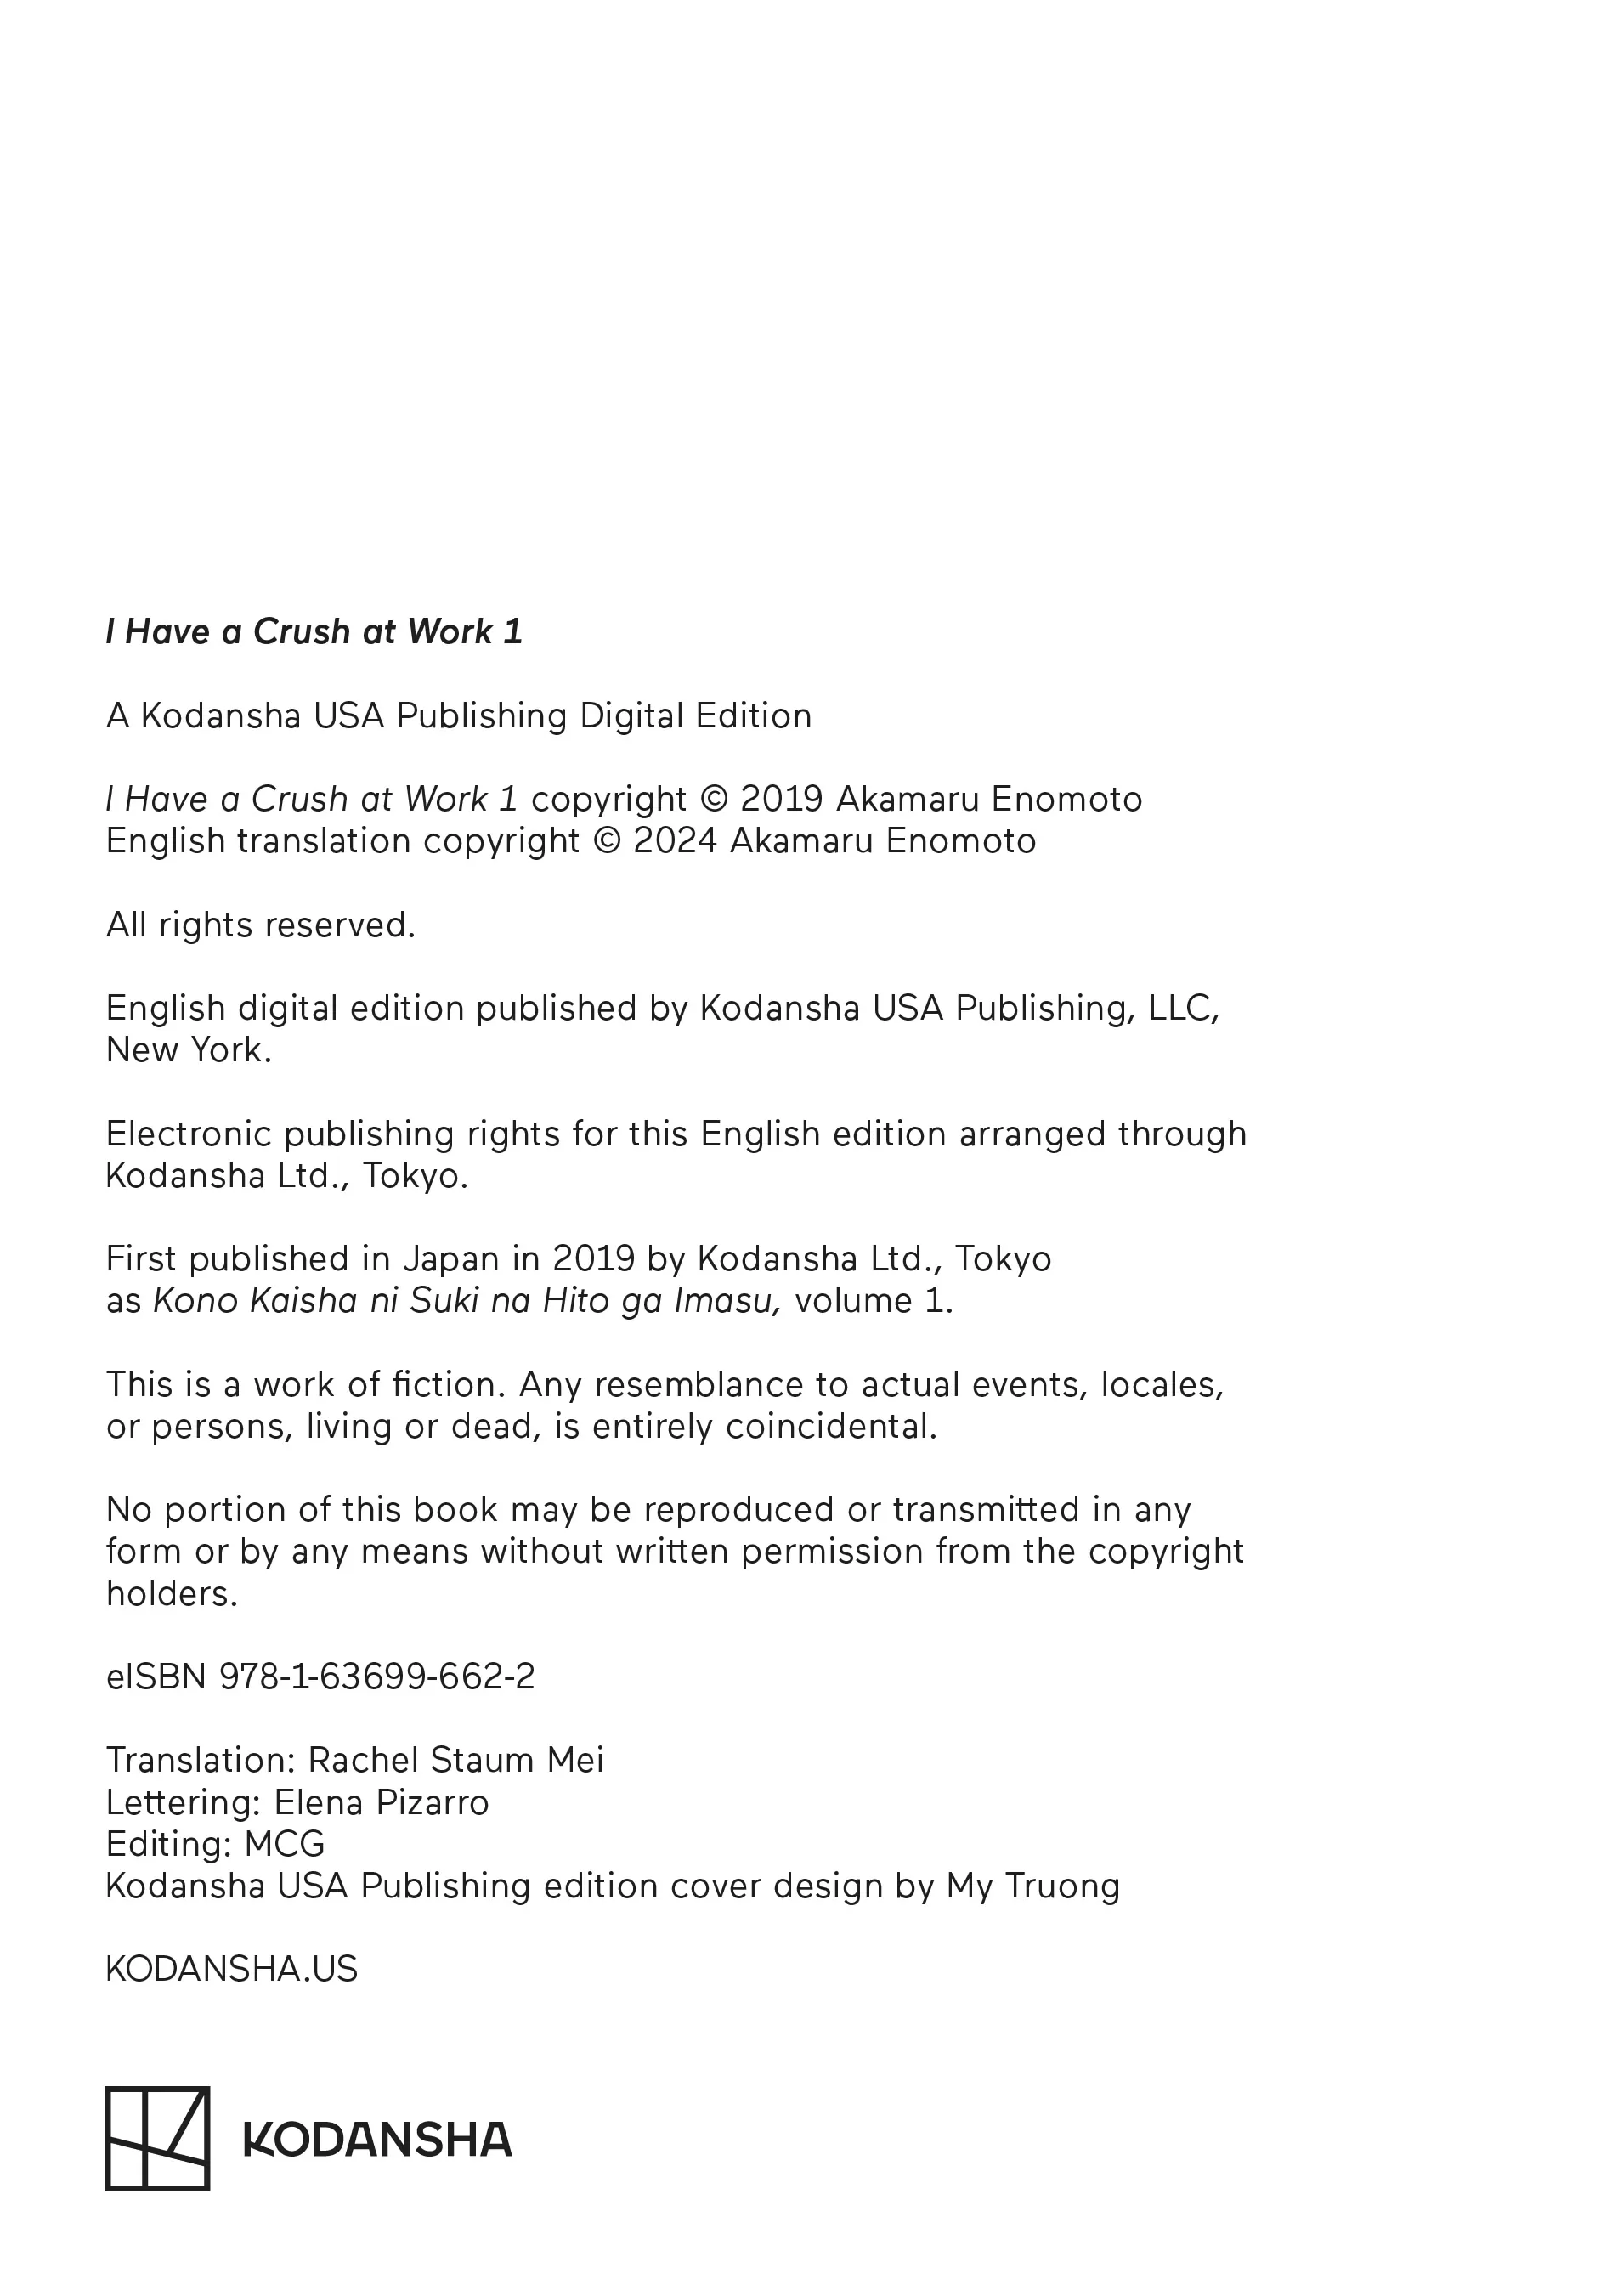 I Have a Crush at Work 1
A Kodansha USA Publishing Digital Edition
I Have a Crush at Work 1 copyright © 2019 Akamaru Enomoto
English translation copyright © 2024 Akamaru Enomoto
All rights reserved.
English digital edition published by Kodansha USA Publishing, LLC,
New York.
Electronic publishing rights for this English edition arranged through
Kodansha Ltd., Tokyo.
First published in Japan in 2019 by Kodansha Ltd., Tokyo
as Kono Kaisha ni Suki na Hito ga Imasu, volume 1.
This is a work of fiction. Any resemblance to actual events, locales,
or persons, living or dead, is entirely coincidental.
No portion of this book may be reproduced or transmitted in any
form or by any means without written permission from the copyright
holders.
eISBN 978-1-63699-662-2
Translation: Rachel Staum Mei
Lettering: Elena Pizarro
Editing: MCG
Kodansha USA Publishing edition cover design by My Truong
KODANSHA.US
KODANSHA